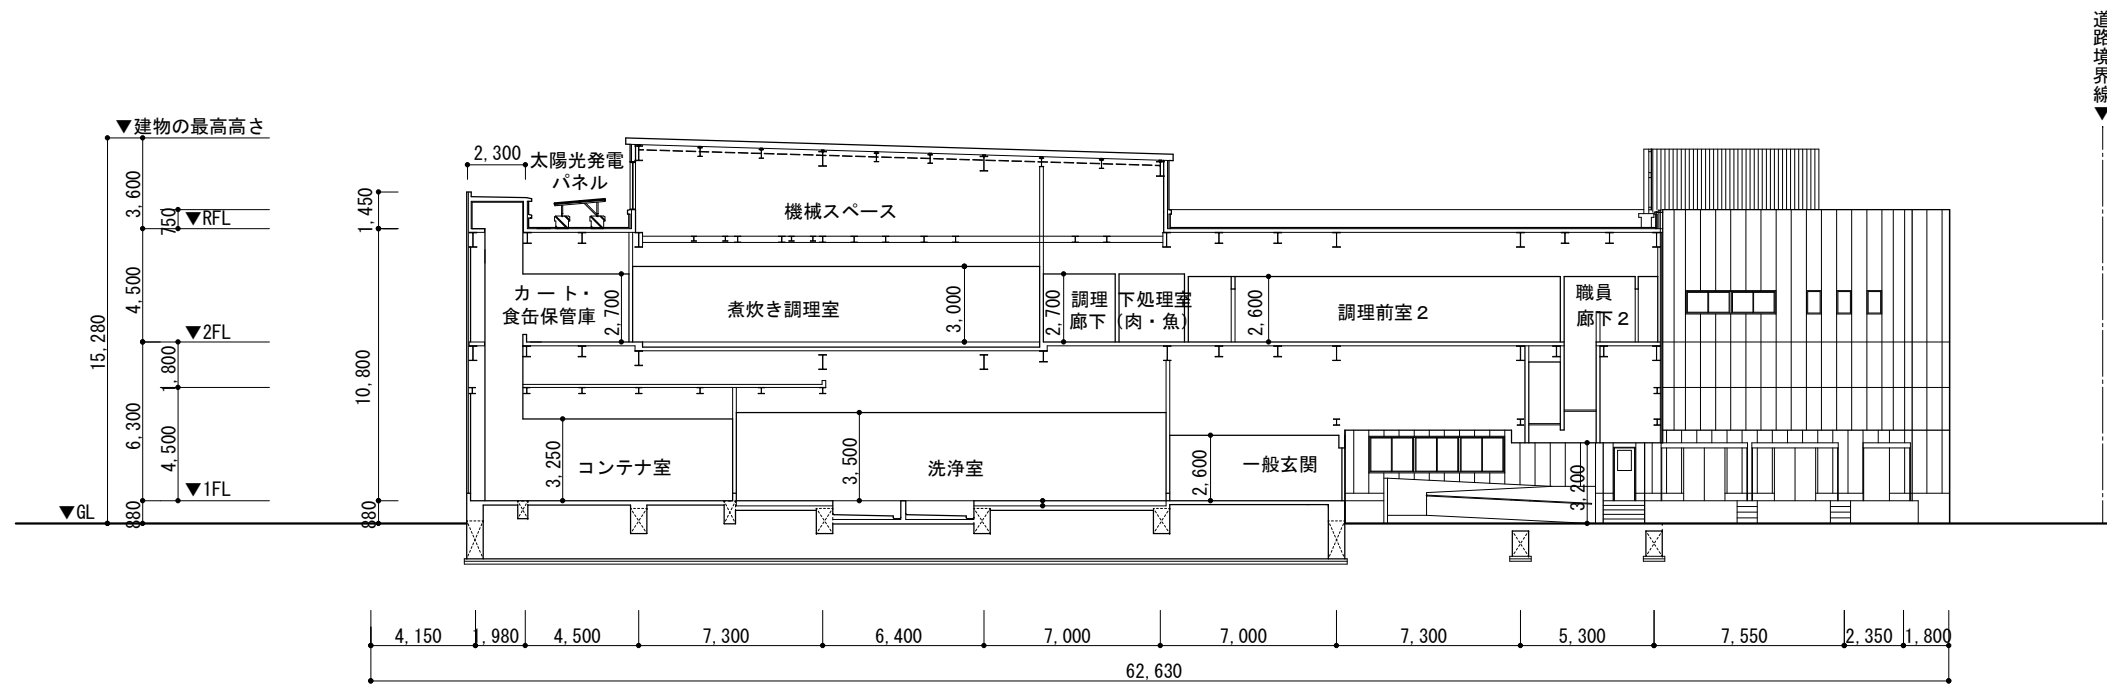 道路境界線
▼
▼建物の最高高さ
2,300
太陽光発電
パネル
3,600
750
▼RFL
1,450
機械スペース
15,280
4,500
10,800
カート・
食缶保管庫
2,700
煮炊き調理室
3,000
2,700
調理
廊下
下処理室
(肉・魚)
2,600
調理前室2
職員
廊下2
▼2FL
1,800
6,300
4,500
3,250
コンテナ室
3,500
洗浄室
2,600
一般玄関
3,200
▼1FL
▼GL
880
880
4,150 1,980 4,500 7,300 6,400 7,000 7,000 7,300 5,300 7,550 2,350 1,800
62,630